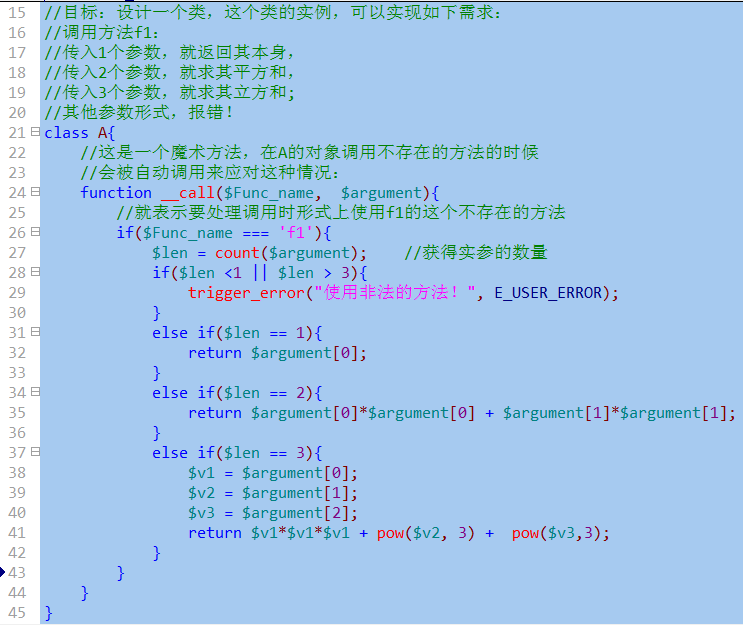 15 //目标：设计一个类，这个类的实例，可以实现如下需求：
16 //调用方法f1：
17 //传入1个参数，就返回其本身，
18 //传入2个参数，就求其平方和，
19 //传入3个参数，就求其立方和；
20 //其他参数形式，报错！
21 class A{
22 //这是一个魔术方法，在A的对象调用不存在的方法的时候
23 //会被自动调用来应对这种情况：
24 function __call($Func_name, $argument){
25 //就表示要处理调用时形式上使用f1的这个不存在的方法
26 if($Func_name === 'f1'){
27 $len = count($argument); //获得实参的数量
28 if($len <1 || $len > 3){
29 trigger_error("使用非法的方法！", E_USER_ERROR);
30 }
31 else if($len == 1){
32 return $argument[0];
33 }
34 else if($len == 2){
35 return $argument[0]*$argument[0] + $argument[1]*$argument[1];
36 }
37 else if($len == 3){
38 $v1 = $argument[0];
39 $v2 = $argument[1];
40 $v3 = $argument[2];
41 return $v1*$v1*$v1 + pow($v2, 3) + pow($v3,3);
42 }
43 }
44 }
45 }